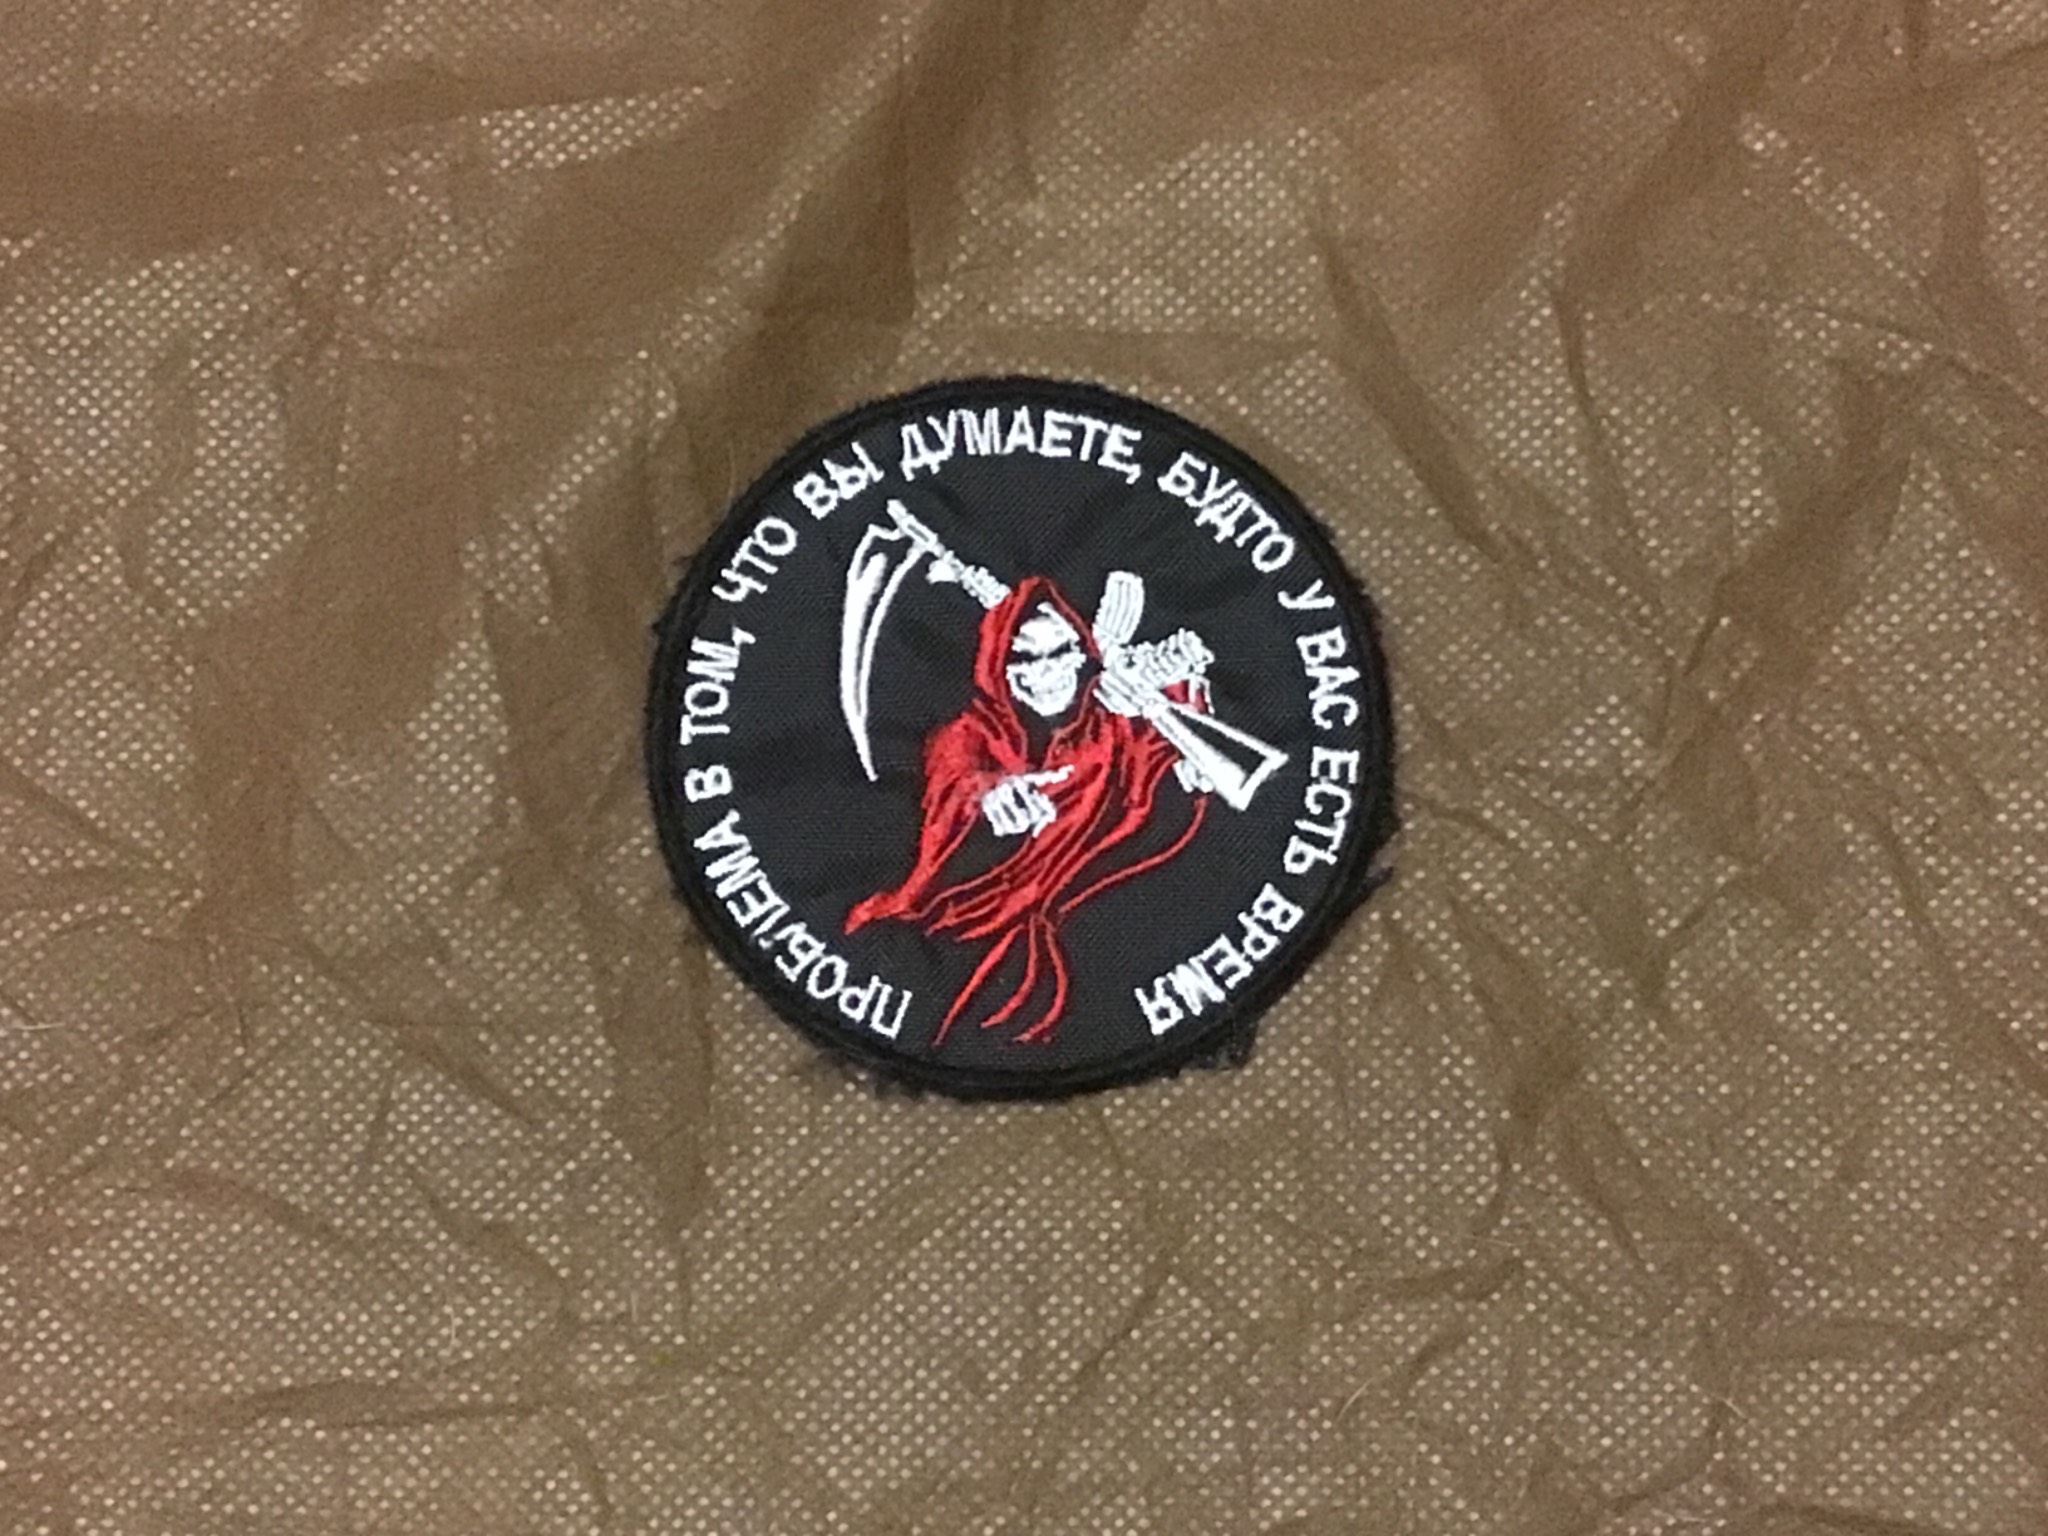 ПРОБЛЕМА В ТОМ, ЧТО ВЫ ДУМАЕТЕ, БУДТО У ВАС ЕСТЬ ВРЕМЯ